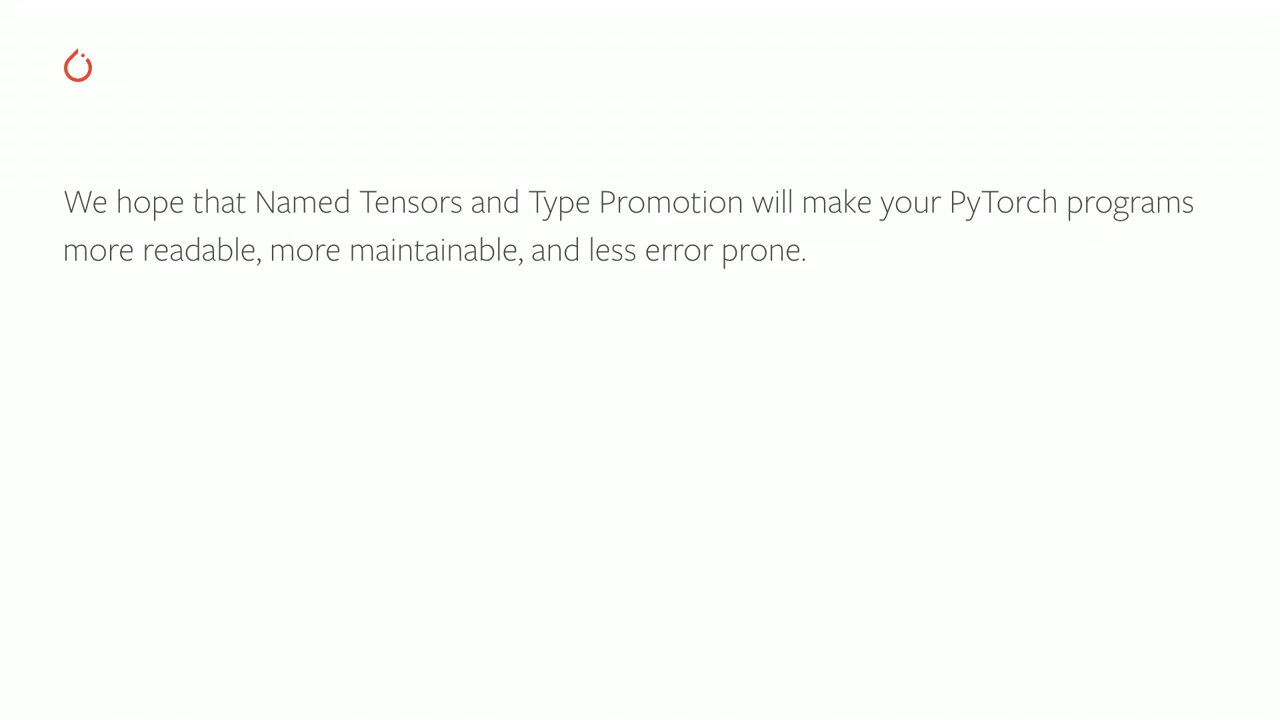 We hope that Named Tensors and Type Promotion will make your PyTorch programs
more readable, more maintainable, and less error prone.